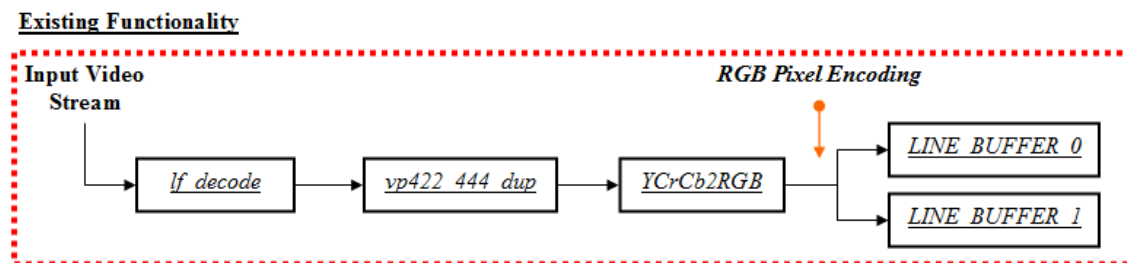 Existing Functionality
Input Video
Stream
RGB Pixel Encoding
lf_decode
vp422_444_dup
YCrCb2RGB
LINE_BUFFER_0
LINE_BUFFER_1